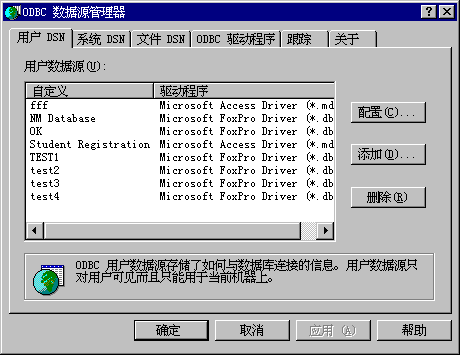 ODBC 数据源管理器
用户 DSN 系统 DSN 文件 DSN ODBC 驱动程序 跟踪 关于
用户数据源(U):
自定义 驱动程序
fff Microsoft Access Driver (*.md
NM Database Microsoft FoxPro Driver (*.db
OK Microsoft FoxPro Driver (*.db
Student Registration Microsoft Access Driver (*.md
TEST1 Microsoft FoxPro Driver (*.db
test2 Microsoft FoxPro Driver (*.db
test3 Microsoft FoxPro Driver (*.db
test4 Microsoft FoxPro Driver (*.db
配置(C)...
添加(D)...
删除(R)
ODBC 用户数据源存储了如何与数据库连接的信息。用户数据源只
对用户可见而且只能用于当前机器上。
确定 取消 应用 (A) 帮助